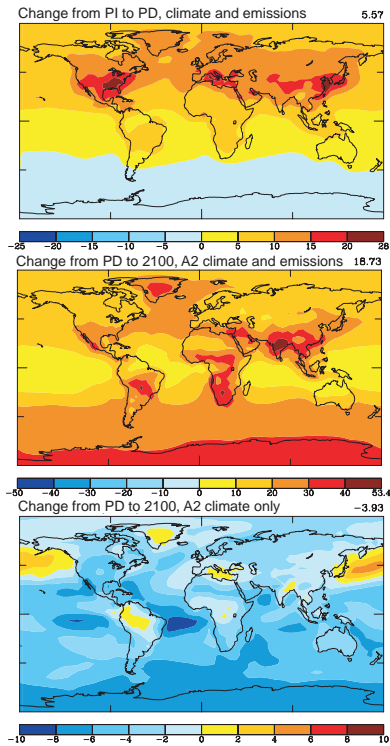 Change from PI to PD, climate and emissions 5.57
-25 -20 -15 -10 -5 0 5 10 15 20 28
Change from PD to 2100, A2 climate and emissions 18.73
-50 -40 -30 -20 -10 0 10 20 30 40 53.4
Change from PD to 2100, A2 climate only -3.93
-10 -8 -6 -4 -2 0 2 4 6 8 10